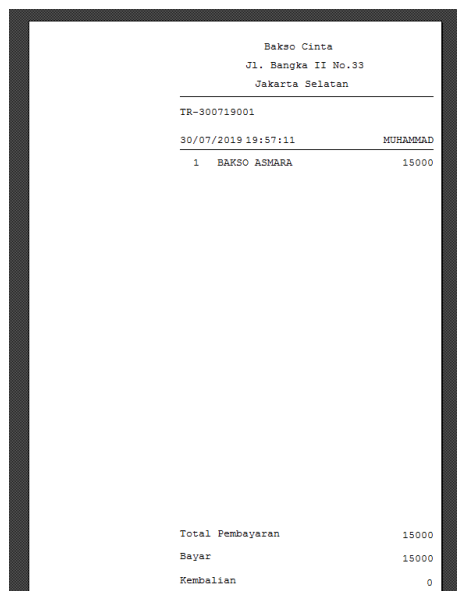 Bakso Cinta
Jl. Bangka II No.33
Jakarta Selatan
TR-300719001
30/07/2019 19:57:11 MUHAMMAD
1 BAKSO ASMARA 15000
Total Pembayaran 15000
Bayar 15000
Kembalian 0